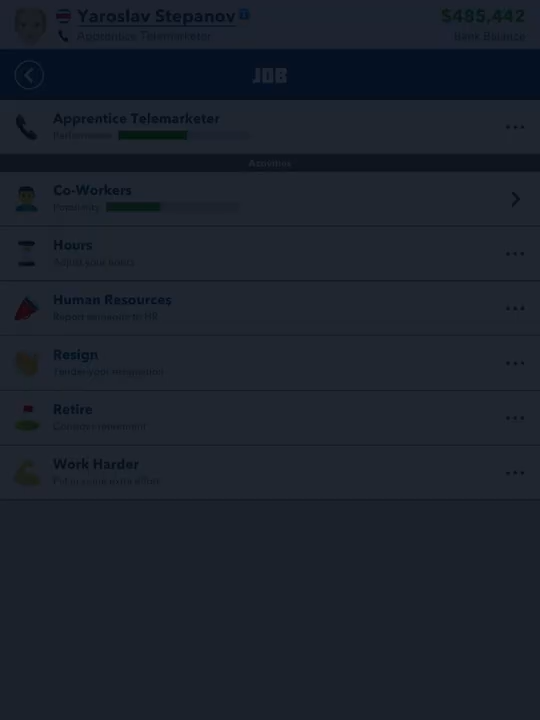 Yaroslav Stepanov
$485,442
Apprentice Telemarketer
Bank Balance
JOB
Apprentice Telemarketer
Performance
Activities
Co-Workers
Popularity
Hours
Adjust your hours
Human Resources
Report someone to HR
Resign
Tender your resignation
Retire
Consider retirement
Work Harder
Put in some extra effort